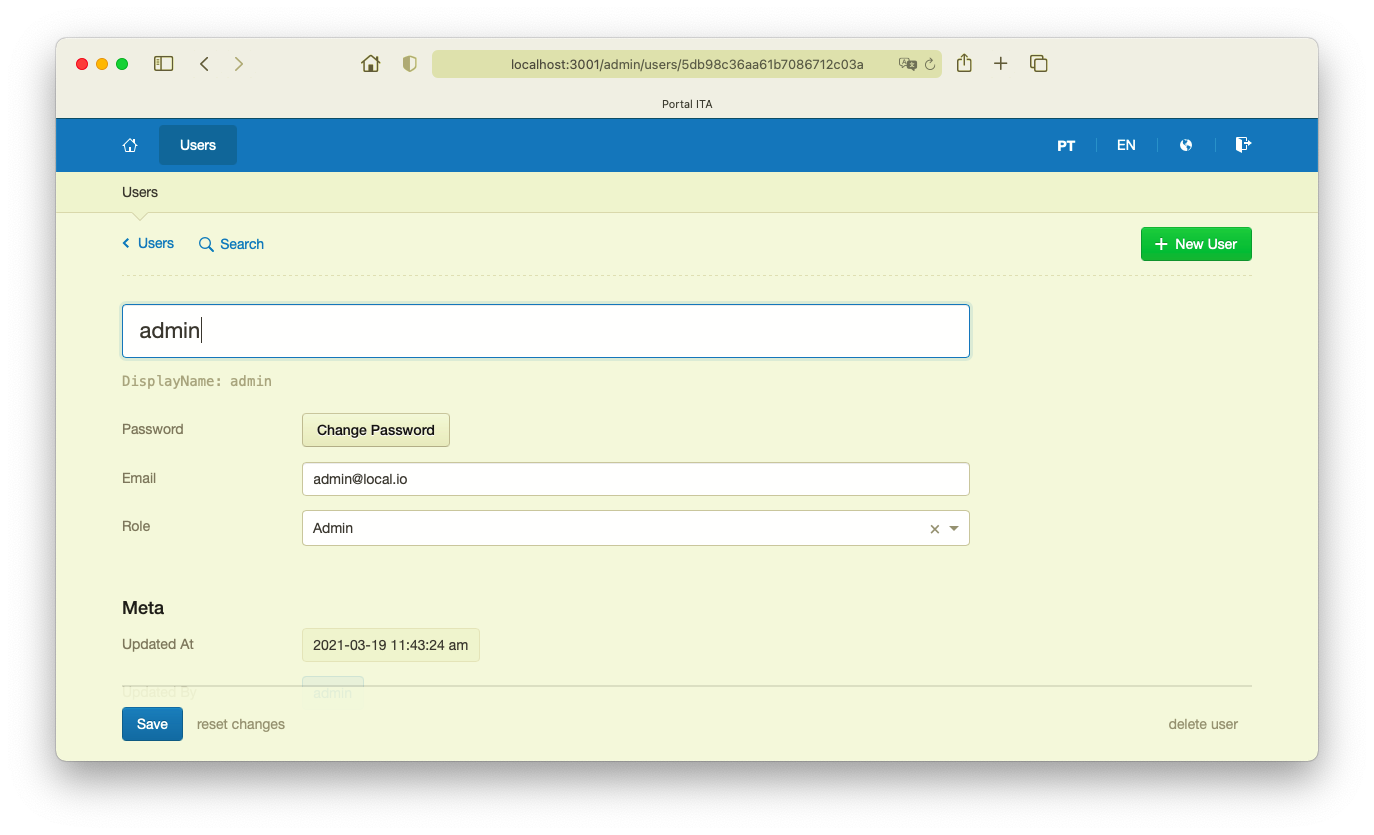 localhost:3001/admin/users/5db98c36aa61b7086712c03a
Portal ITA
Users PT EN
Users
Users Search New User
admin
DisplayName: admin
Password Change Password
Email admin@local.io
Role Admin
Meta
Updated At 2021-03-19 11:43:24 am
Updated By admin
Save reset changes delete user